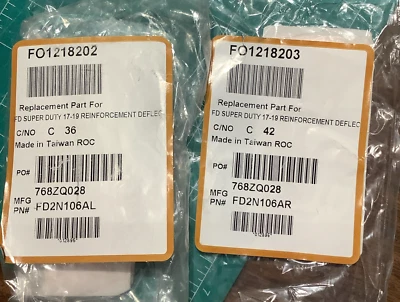 FO1218202
Replacement Part For
FD SUPER DUTY 17-19 REINFORCEMENT DEFLEC
C/NO C 36
Made in Taiwan ROC
PO#
768ZQ028
MFG
PN# FD2N106AL
FO1218203
Replacement Part For
FD SUPER DUTY 17-19 REINFORCEMENT DEFLEC
C/NO C 42
Made in Taiwan ROC
PO#
768ZQ028
MFG
PN# FD2N106AR